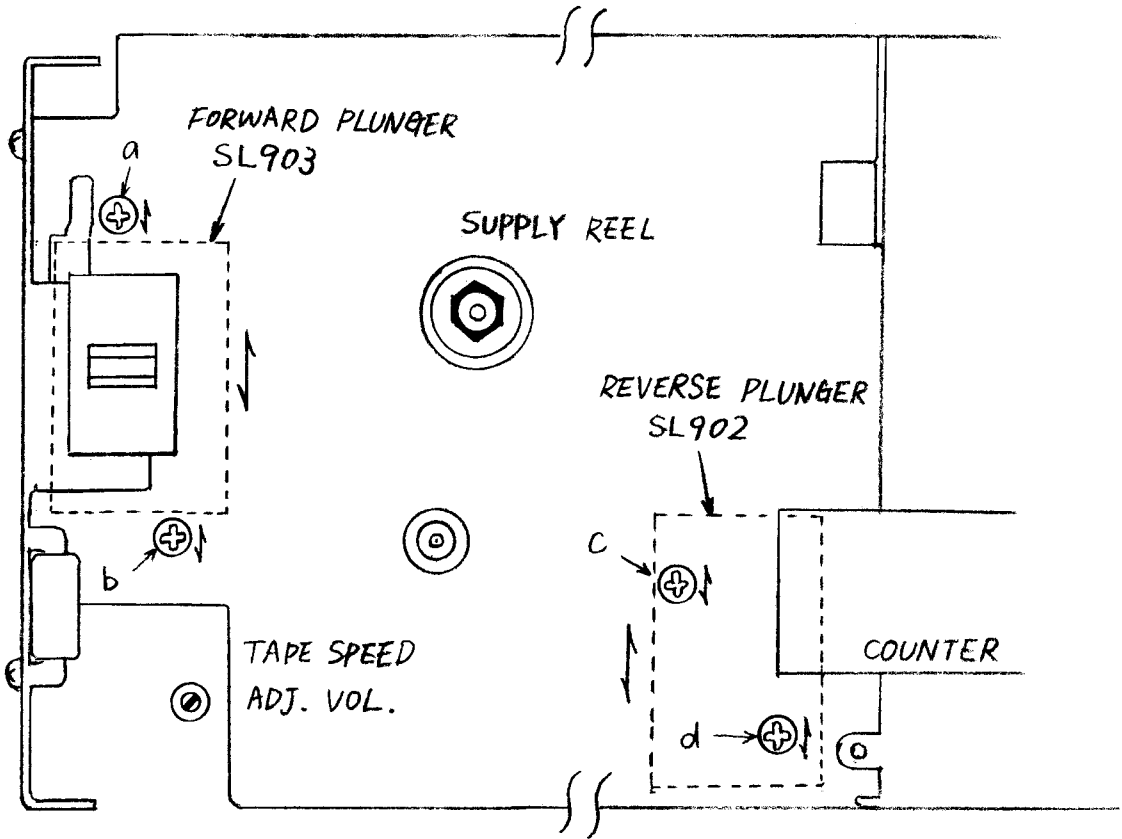 FORWARD PLUNGER
SL903
a
SUPPLY REEL
REVERSE PLUNGER
SL902
b
c
TAPE SPEED
ADJ. VOL.
COUNTER
d